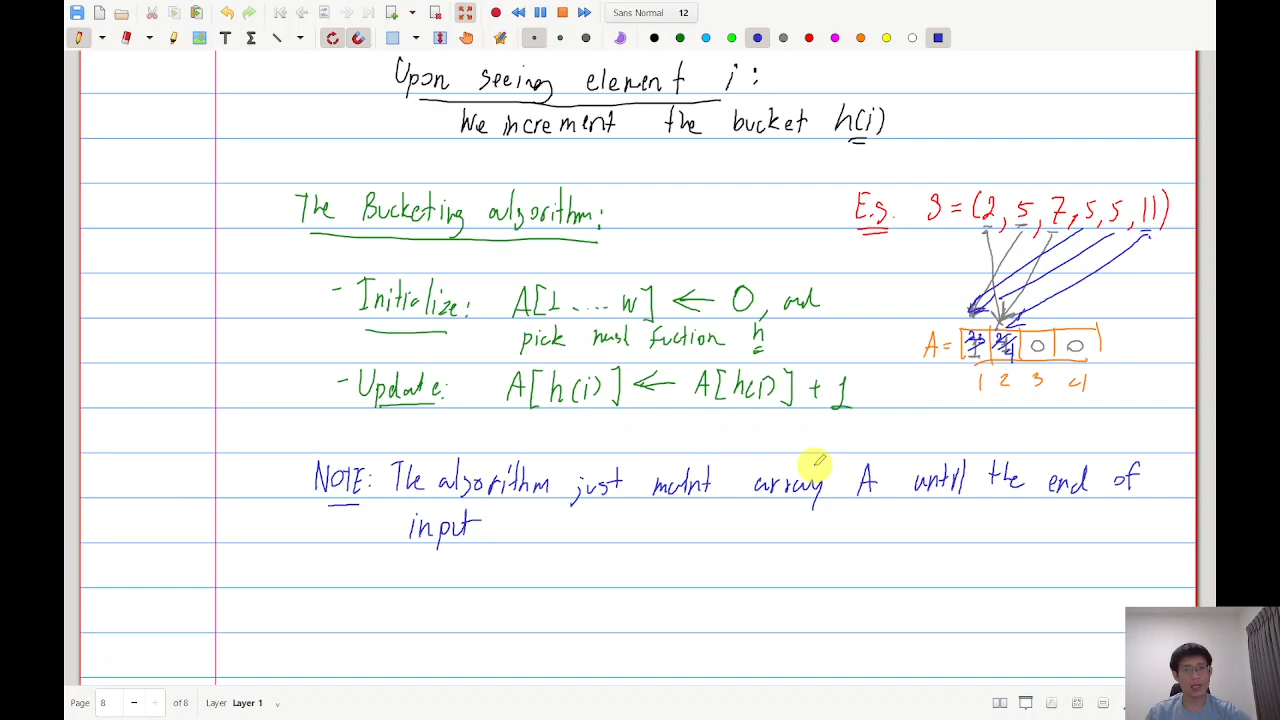 Sans Normal 12
Upon seeing element i:
We increment the bucket h(i)
The Bucketing algorithm:
E.g. S = (2, 5, 7, 5, 5, 11)
- Initialize: A[1 .... w] ← 0, and
pick hash fuction h
A =
0 0
1 2 3 4
- Update: A[h(i)] ← A[h(i)] + 1
NOTE: The algorithm just maint array A until the end of
input
Page 8 of 8 Layer Layer 1